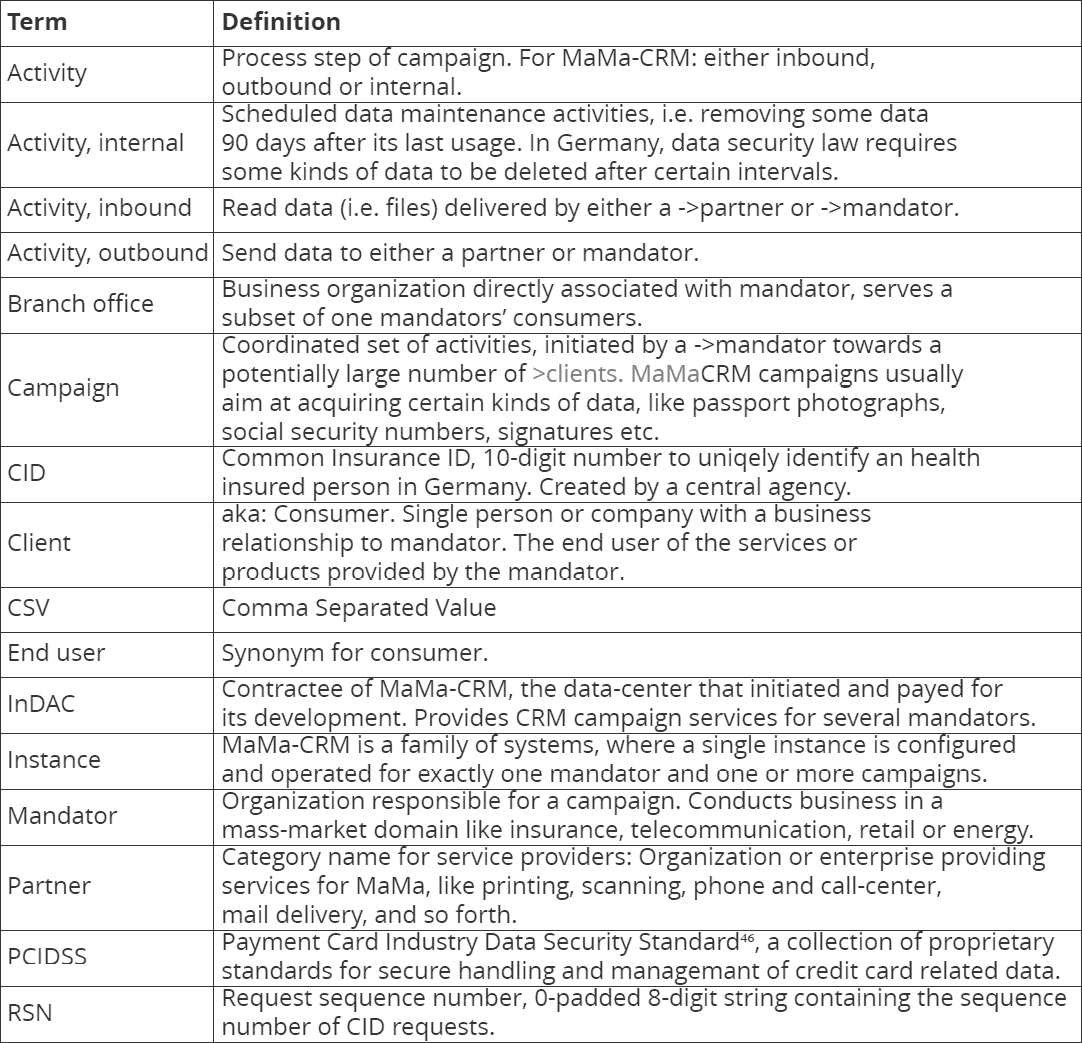 Term Definition
Activity
Process step of campaign. For MaMa-CRM: either inbound,
outbound or internal.
Activity, internal
Scheduled data maintenance activities, i.e. removing some data
90 days after its last usage. In Germany, data security law requires
some kinds of data to be deleted after certain intervals.
Activity, inbound Read data (i.e. files) delivered by either a ->partner or ->mandator.
Activity, outbound Send data to either a partner or mandator.
Branch office
Business organization directly associated with mandator, serves a
subset of one mandators’ consumers.
Campaign
Coordinated set of activities, initiated by a ->mandator towards a
potentially large number of >clients. MaMaCRM campaigns usually
aim at acquiring certain kinds of data, like passport photographs,
social security numbers, signatures etc.
CID
Common Insurance ID, 10-digit number to uniqely identify an health
insured person in Germany. Created by a central agency.
Client
aka: Consumer. Single person or company with a business
relationship to mandator. The end user of the services or
products provided by the mandator.
CSV Comma Separated Value
End user Synonym for consumer.
InDAC
Contractee of MaMa-CRM, the data-center that initiated and payed for
its development. Provides CRM campaign services for several mandators.
Instance
MaMa-CRM is a family of systems, where a single instance is configured
and operated for exactly one mandator and one or more campaigns.
Mandator
Organization responsible for a campaign. Conducts business in a
mass-market domain like insurance, telecommunication, retail or energy.
Partner
Category name for service providers: Organization or enterprise providing
services for MaMa, like printing, scanning, phone and call-center,
mail delivery, and so forth.
PCIDSS
Payment Card Industry Data Security Standard⁴⁶, a collection of proprietary
standards for secure handling and managemant of credit card related data.
RSN
Request sequence number, 0-padded 8-digit string containing the sequence
number of CID requests.